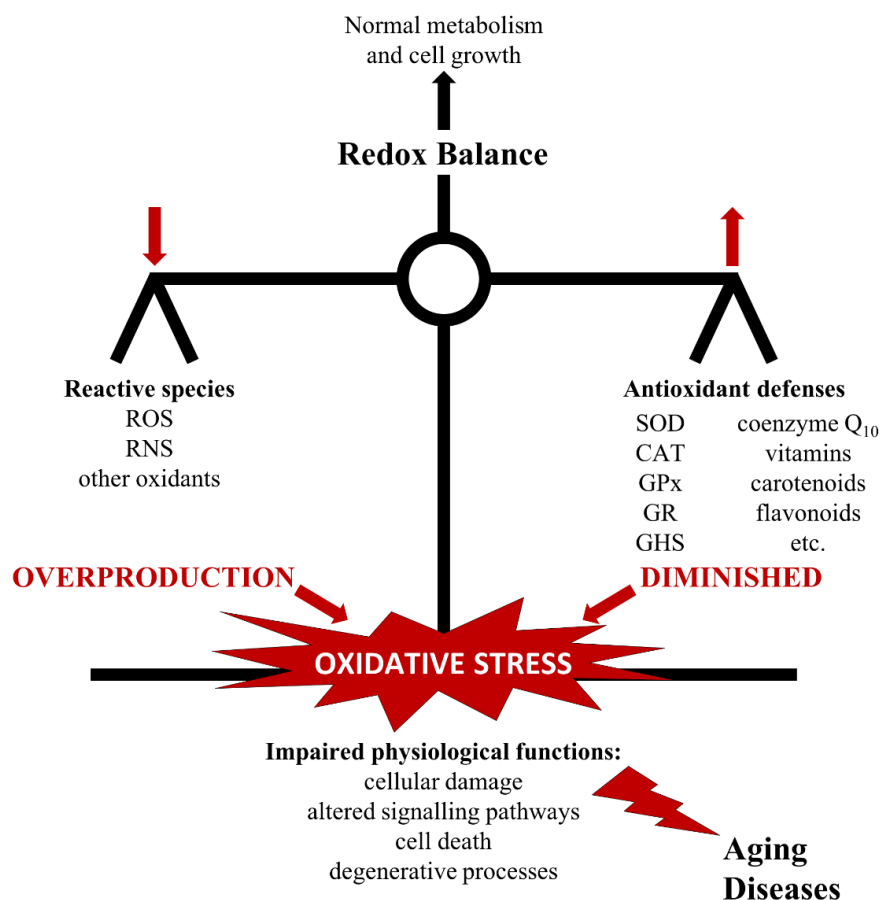 Normal metabolism
and cell growth
Redox Balance
Reactive species
ROS
RNS
other oxidants
OVERPRODUCTION
Antioxidant defenses
SOD coenzyme Q₁₀
CAT vitamins
GPx carotenoids
GR flavonoids
GHS etc.
DIMINISHED
OXIDATIVE STRESS
Impaired physiological functions:
cellular damage
altered signalling pathways
cell death
degenerative processes
Aging
Diseases